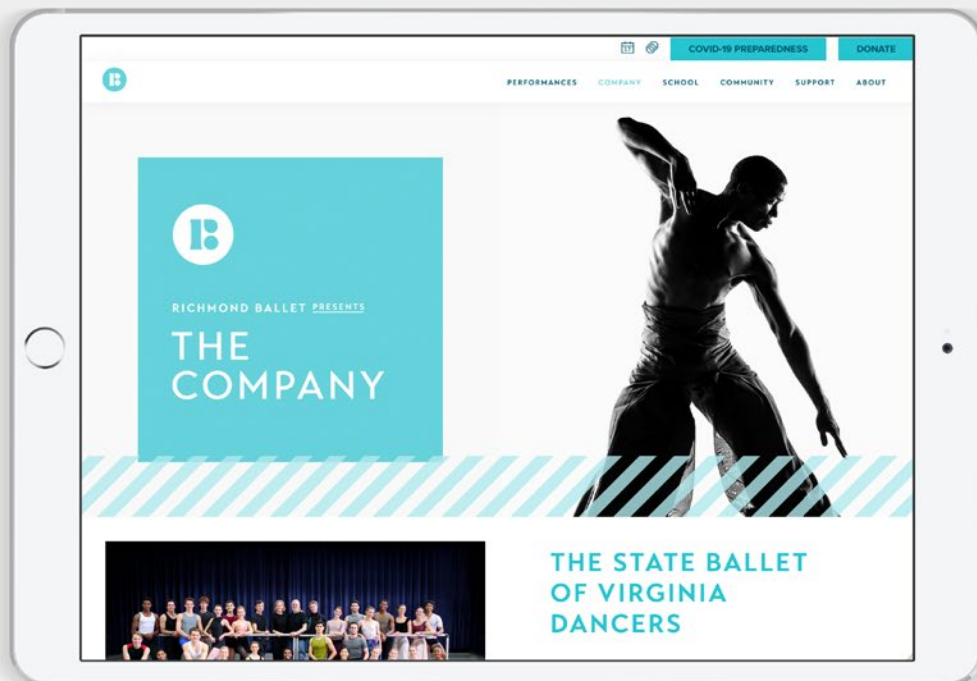 17
COVID-19 PREPAREDNESS
DONATE
B
PERFORMANCES COMPANY SCHOOL COMMUNITY SUPPORT ABOUT
B
RICHMOND BALLET PRESENTS
THE
COMPANY
THE STATE BALLET
OF VIRGINIA
DANCERS